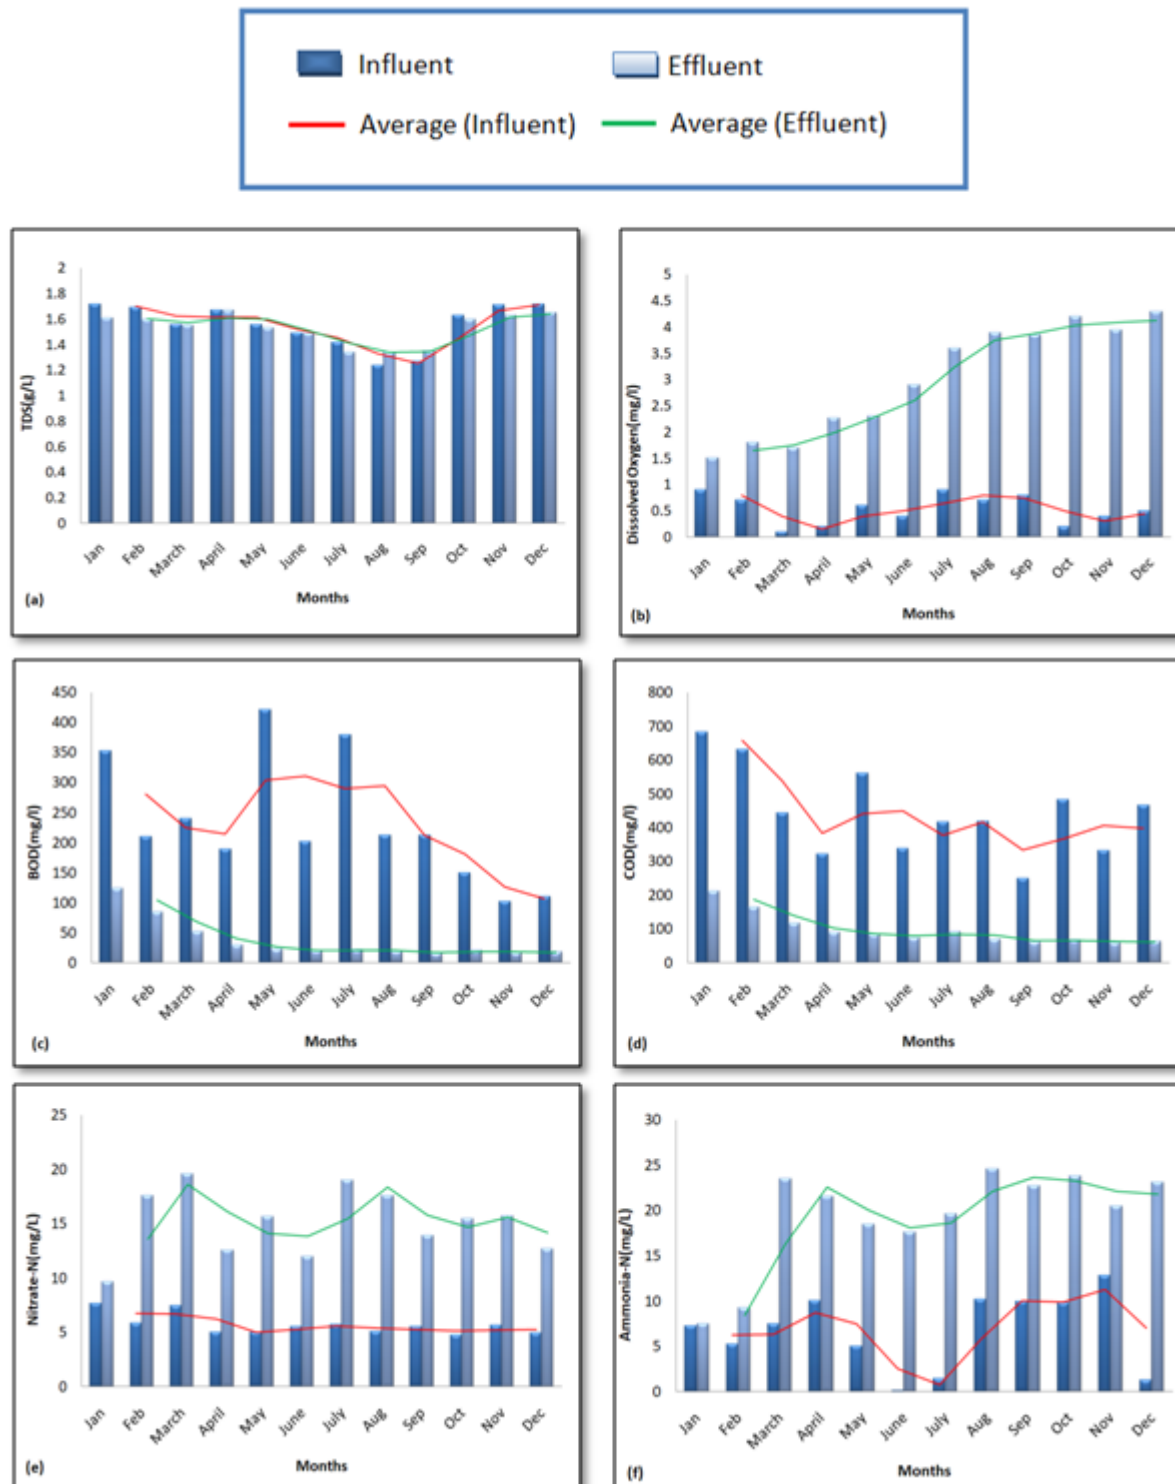 Influent Effluent
Average (Influent) Average (Effluent)
TDS(g/L)
2
1.8
1.6
1.4
1.2
1
0.8
0.6
0.4
0.2
0
Jan Feb March April May June July Aug Sep Oct Nov Dec
Months
(a)
Dissolved Oxygen(mg/l)
5
4.5
4
3.5
3
2.5
2
1.5
1
0.5
0
Jan Feb March April May June July Aug Sep Oct Nov Dec
Months
(b)
BOD(mg/l)
450
400
350
300
250
200
150
100
50
0
Jan Feb March April May June July Aug Sep Oct Nov Dec
Months
(c)
COD(mg/l)
800
700
600
500
400
300
200
100
0
Jan Feb March April May June July Aug Sep Oct Nov Dec
Months
(d)
Nitrate-N(mg/L)
25
20
15
10
5
0
Jan Feb March April May June July Aug Sep Oct Nov Dec
Months
(e)
Ammonia-N(mg/L)
30
25
20
15
10
5
0
Jan Feb March April May June July Aug Sep Oct Nov Dec
Months
(f)